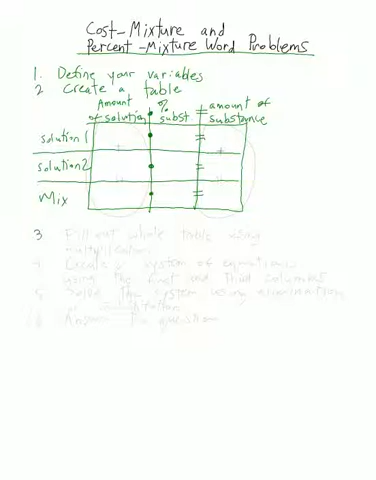 Cost-Mixture and
Percent-Mixture Word Problems
1. Define your variables
2 Create a table
Amount of solution • % subst = amount of substance
solution 1 • =
solution 2 • =
Mix • =
3 Fill out whole table using
multiplication
4 Create a system of equations
using the first and third columns
5 Solve the system using elimination
or substitution
6 Answer the question